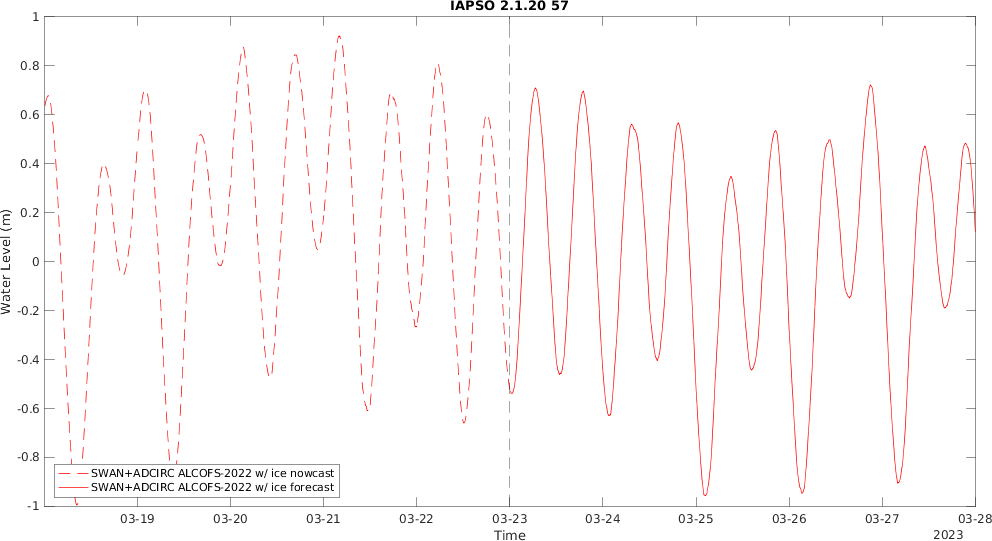 IAPSO 2.1.20 57
Water Level (m)
1
0.8
0.6
0.4
0.2
0
-0.2
-0.4
-0.6
-0.8
-1
SWAN+ADCIRC ALCOFS-2022 w/ ice nowcast
SWAN+ADCIRC ALCOFS-2022 w/ ice forecast
03-19 03-20 03-21 03-22 03-23 03-24 03-25 03-26 03-27 03-28
Time
2023